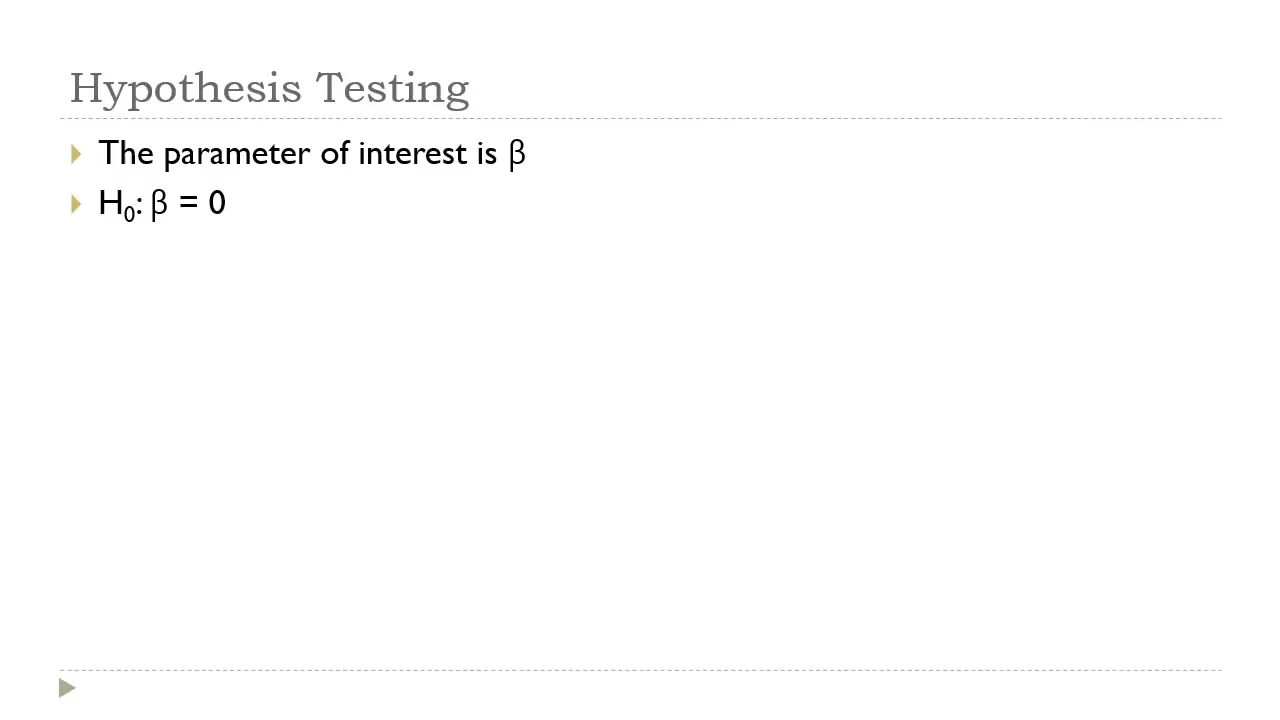 Hypothesis Testing
The parameter of interest is β
H₀: β = 0